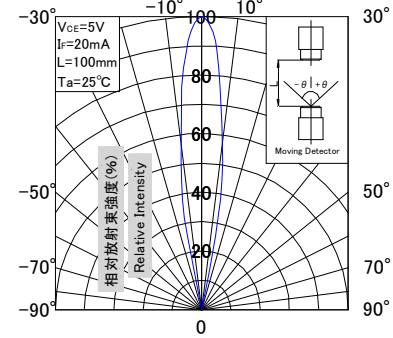 -30° -10° 100 10° 30°
VCE=5V
IF=20mA
L=100mm
Ta=25℃
L
-θ +θ
Moving Detector
80
60
相対放射束強度(%)
Relative Intensity
-50° 40 50°
20
-70° 70°
-90° 90°
0